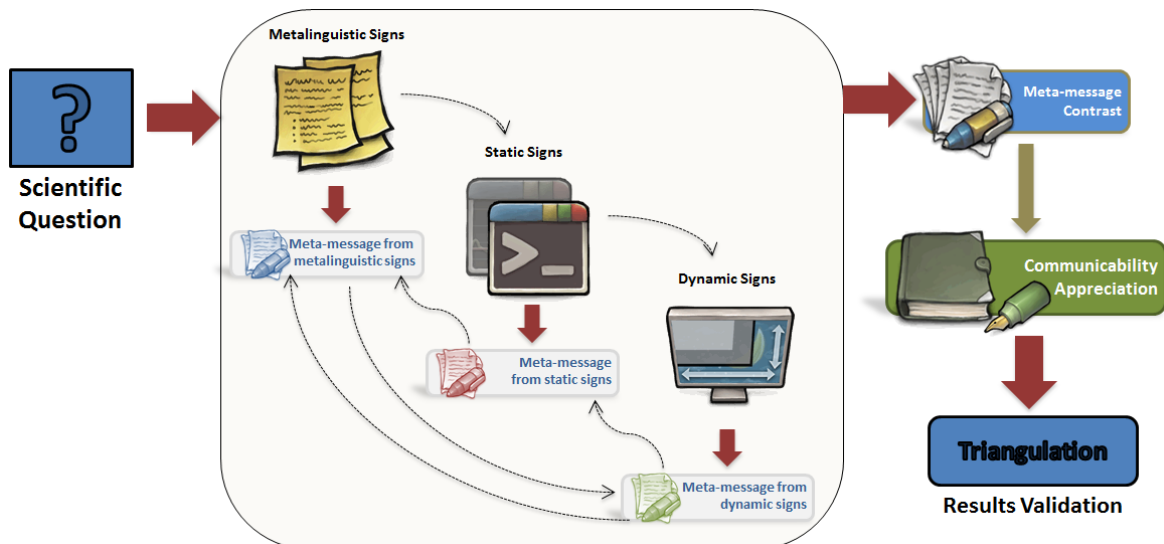 Metalinguistic Signs
Scientific
Question
Static Signs
Meta-message from
metalinguistic signs
Dynamic Signs
Meta-message
from static signs
Meta-message from
dynamic signs
Meta-message
Contrast
Communicability
Appreciation
Triangulation
Results Validation